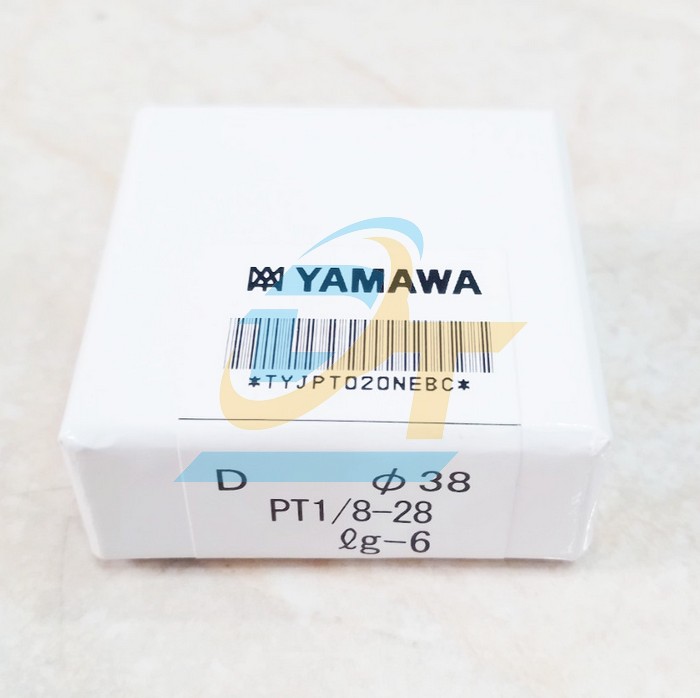 YAMAWA
*TYJPT020NEBC*
D φ38
PT1/8-28
ℓg-6